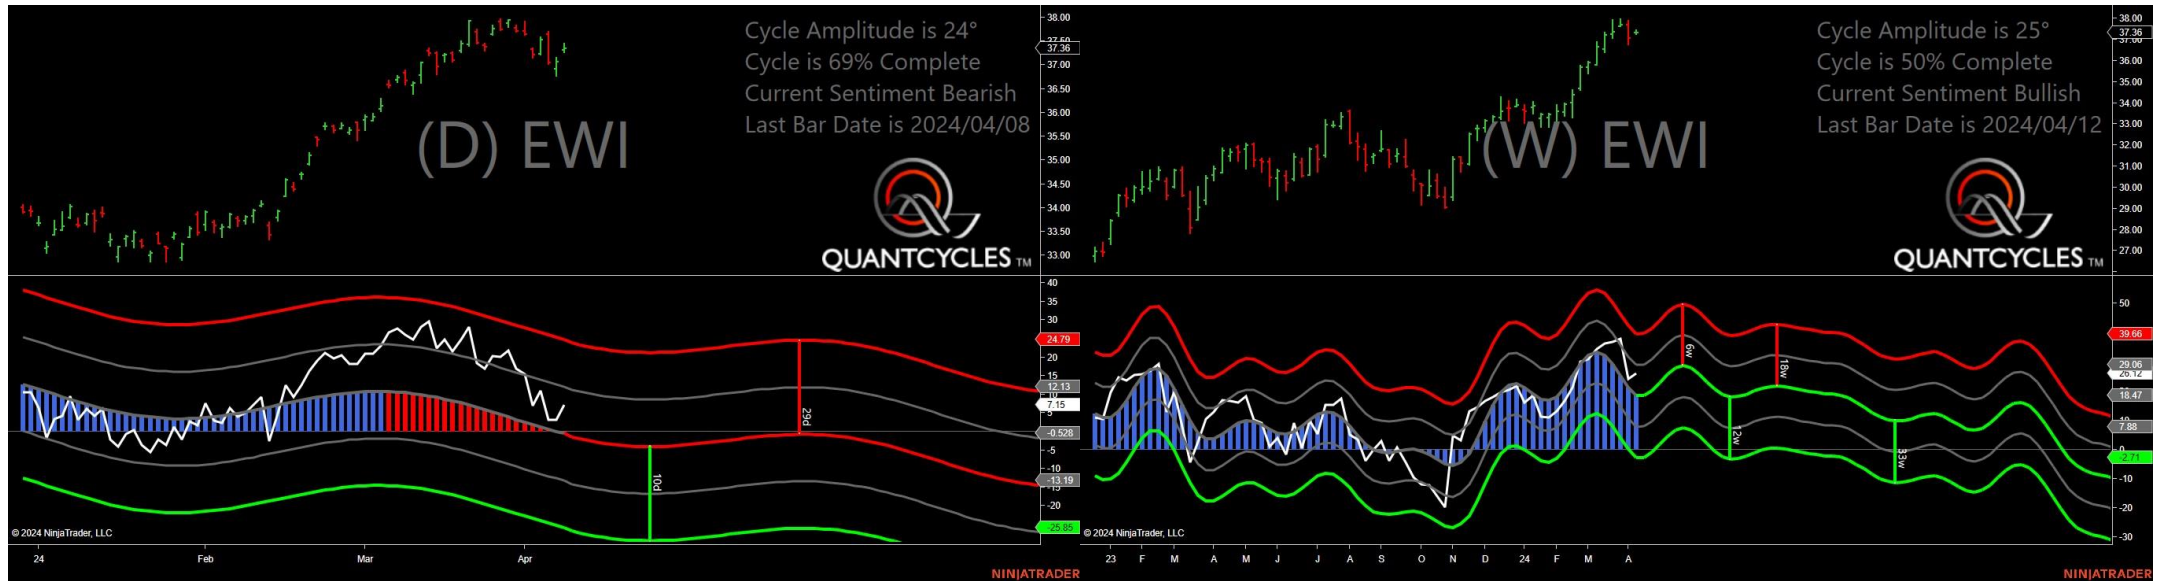 Cycle Amplitude is 24°
Cycle is 69% Complete
Current Sentiment Bearish
Last Bar Date is 2024/04/08
(D) EWI
QUANTCYCLES TM
38.00
37.36
37.00
36.50
36.00
35.50
35.00
34.50
34.00
33.50
33.00
40
35
30
24.79
20
15
12.13
7.15
5
-0.528
-5
-10
-13.19
-20
-25.85
29d
10d
© 2024 NinjaTrader, LLC
24 Feb Mar Apr
NINJATRADER
Cycle Amplitude is 25°
Cycle is 50% Complete
Current Sentiment Bullish
Last Bar Date is 2024/04/12
(W) EWI
QUANTCYCLES TM
38.00
37.36
36.00
35.00
34.00
33.00
32.00
31.00
30.00
29.00
28.00
27.00
50
39.66
29.06
26.12
18.47
10
7.88
0
-2.71
-10
-20
-30
6w
18w
12w
33w
© 2024 NinjaTrader, LLC
23 F M A M J J A S O N D 24 F M A
NINJATRADER